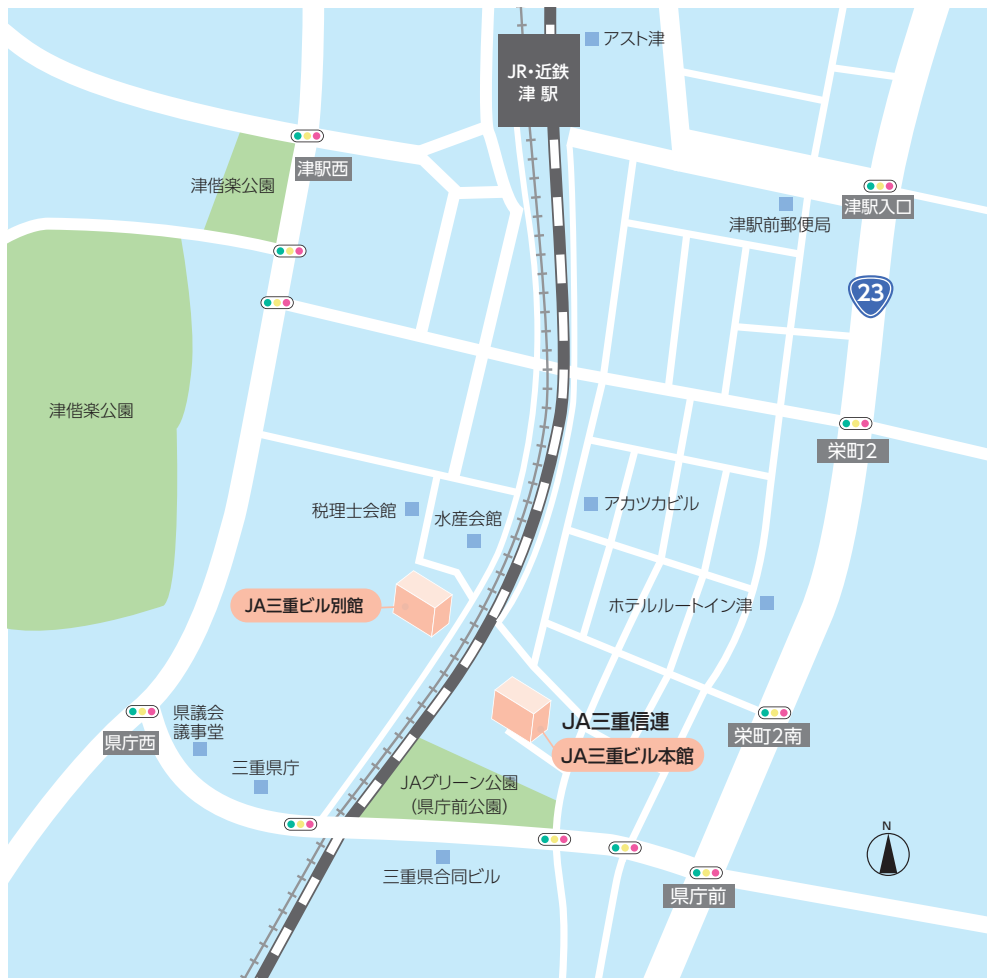 アスト津
JR・近鉄
津 駅
津駅西
津偕楽公園
津駅入口
津駅前郵便局
23
津偕楽公園
栄町2
税理士会館
水産会館
アカツカビル
JA三重ビル別館
ホテルルートイン津
県議会
議事堂
県庁西
三重県庁
JA三重信連
JA三重ビル本館
栄町2南
JAグリーン公園
(県庁前公園)
三重県合同ビル
県庁前
N